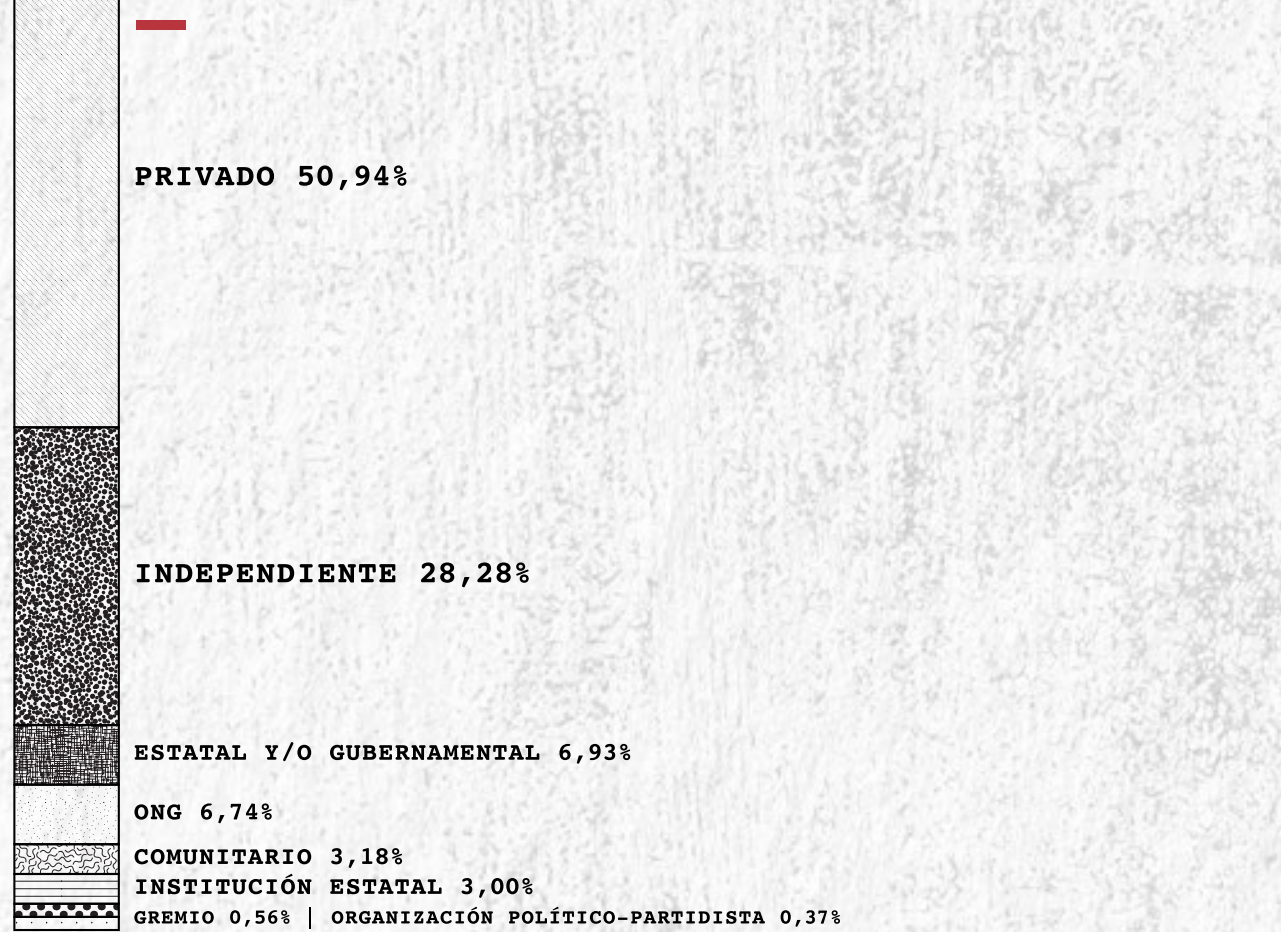 PRIVADO 50,94%
INDEPENDIENTE 28,28%
ESTATAL Y/O GUBERNAMENTAL 6,93%
ONG 6,74%
COMUNITARIO 3,18%
INSTITUCIÓN ESTATAL 3,00%
GREMIO 0,56% | ORGANIZACIÓN POLÍTICO-PARTIDISTA 0,37%